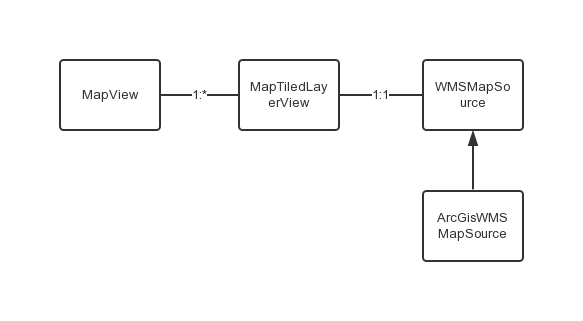 MapView
1:*
MapTiledLay
erView
1:1
WMSMapSo
urce
ArcGisWMS
MapSource